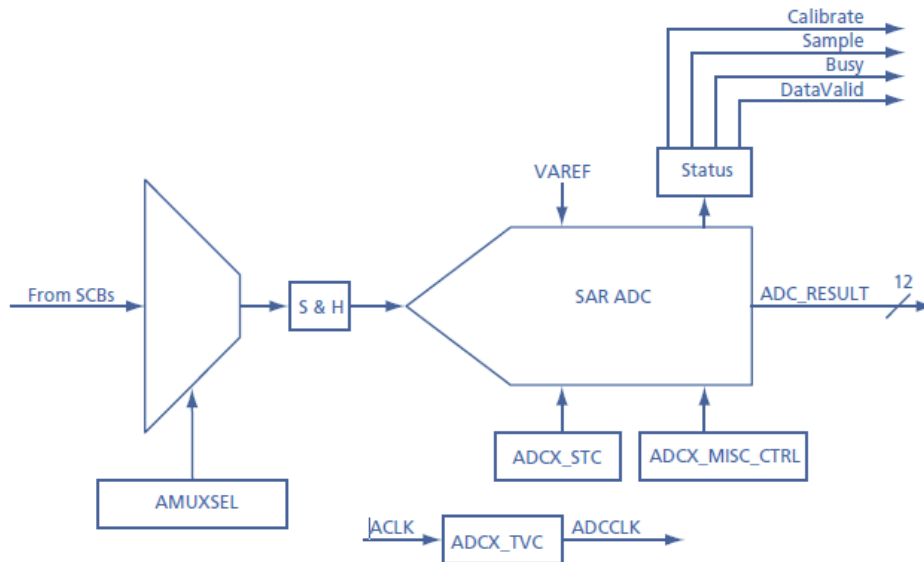 Calibrate
Sample
Busy
DataValid
Status
VAREF
From SCBs
S & H
SAR ADC
ADC_RESULT
12
ADCX_STC
ADCX_MISC_CTRL
AMUXSEL
ACLK
ADCX_TVC
ADCCLK